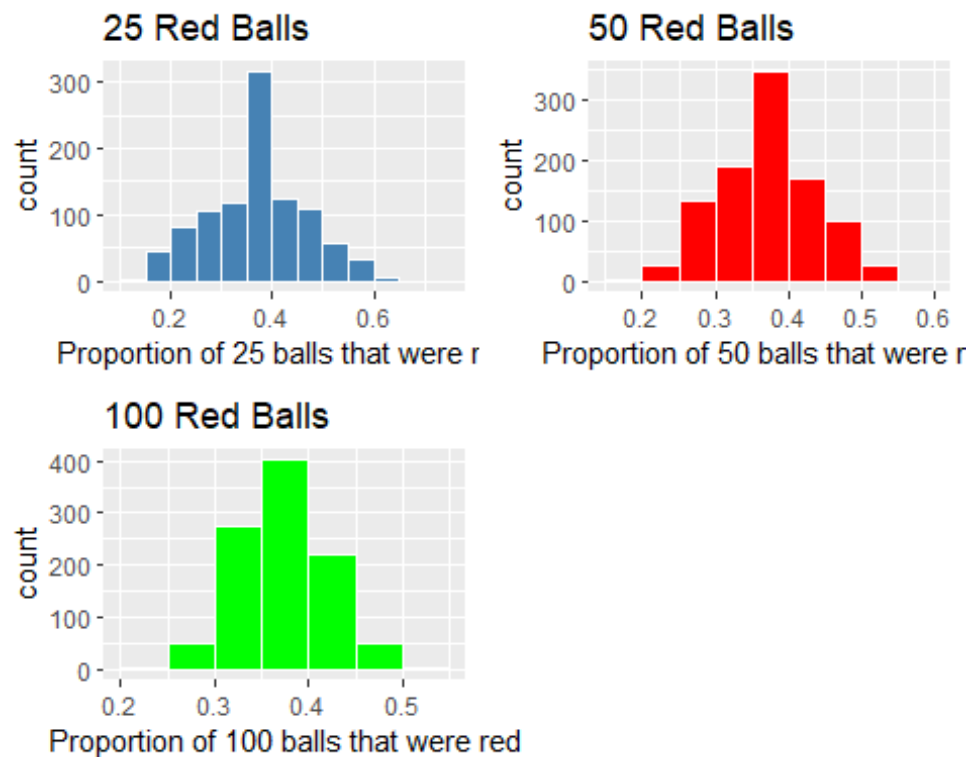 25 Red Balls
300
200
100
0
count
0.2 0.4 0.6
Proportion of 25 balls that were r
50 Red Balls
300
200
100
0
count
0.2 0.3 0.4 0.5 0.6
Proportion of 50 balls that were r
100 Red Balls
400
300
200
100
0
count
0.2 0.3 0.4 0.5
Proportion of 100 balls that were red